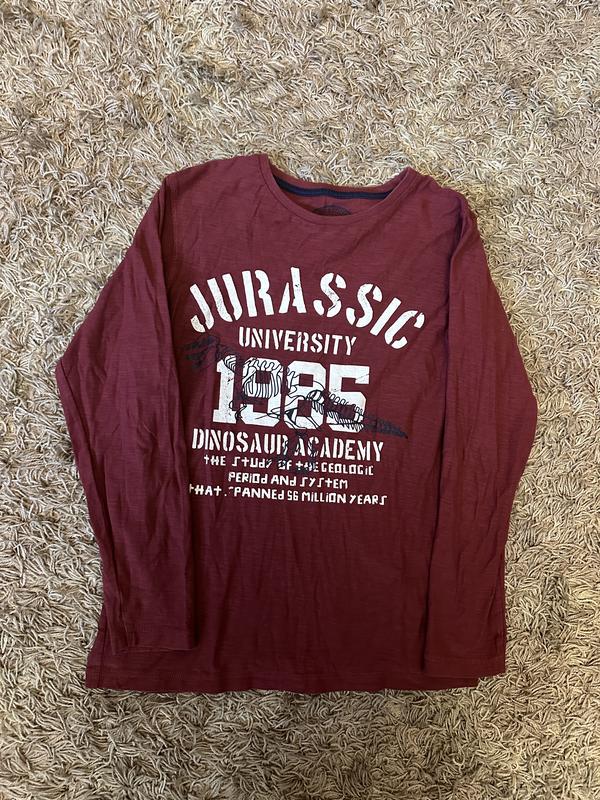 JURASSIC
UNIVERSITY
1985
DINOSAUR ACADEMY
THE STUDY OF THE GEOLOGIC
PERIOD AND SYSTEM
THAT SPANNED 56 MILLION YEARS